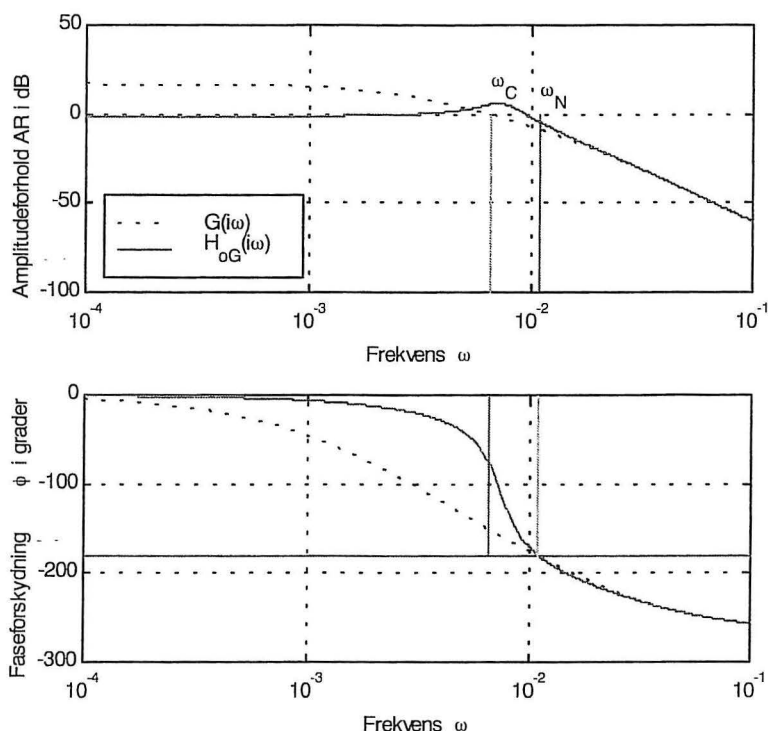 Amplitudeforhold AR i dB
50
0
-50
-100
ω_C
ω_N
G(iω)
H_oG(iω)
10^-4
10^-3
10^-2
10^-1
Frekvens ω
Faseforskydning φ i grader
0
-100
-200
-300
10^-4
10^-3
10^-2
10^-1
Frekvens ω